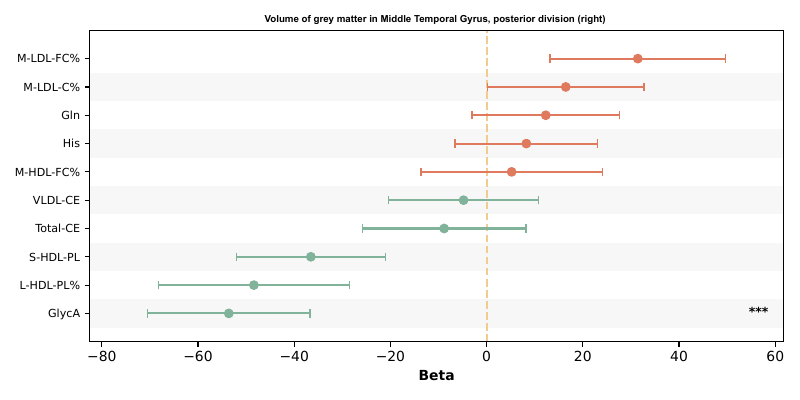 Volume of grey matter in Middle Temporal Gyrus, posterior division (right)
M-LDL-FC%
M-LDL-C%
Gln
His
M-HDL-FC%
VLDL-CE
Total-CE
S-HDL-PL
L-HDL-PL%
GlycA
***
−80 −60 −40 −20 0 20 40 60
Beta